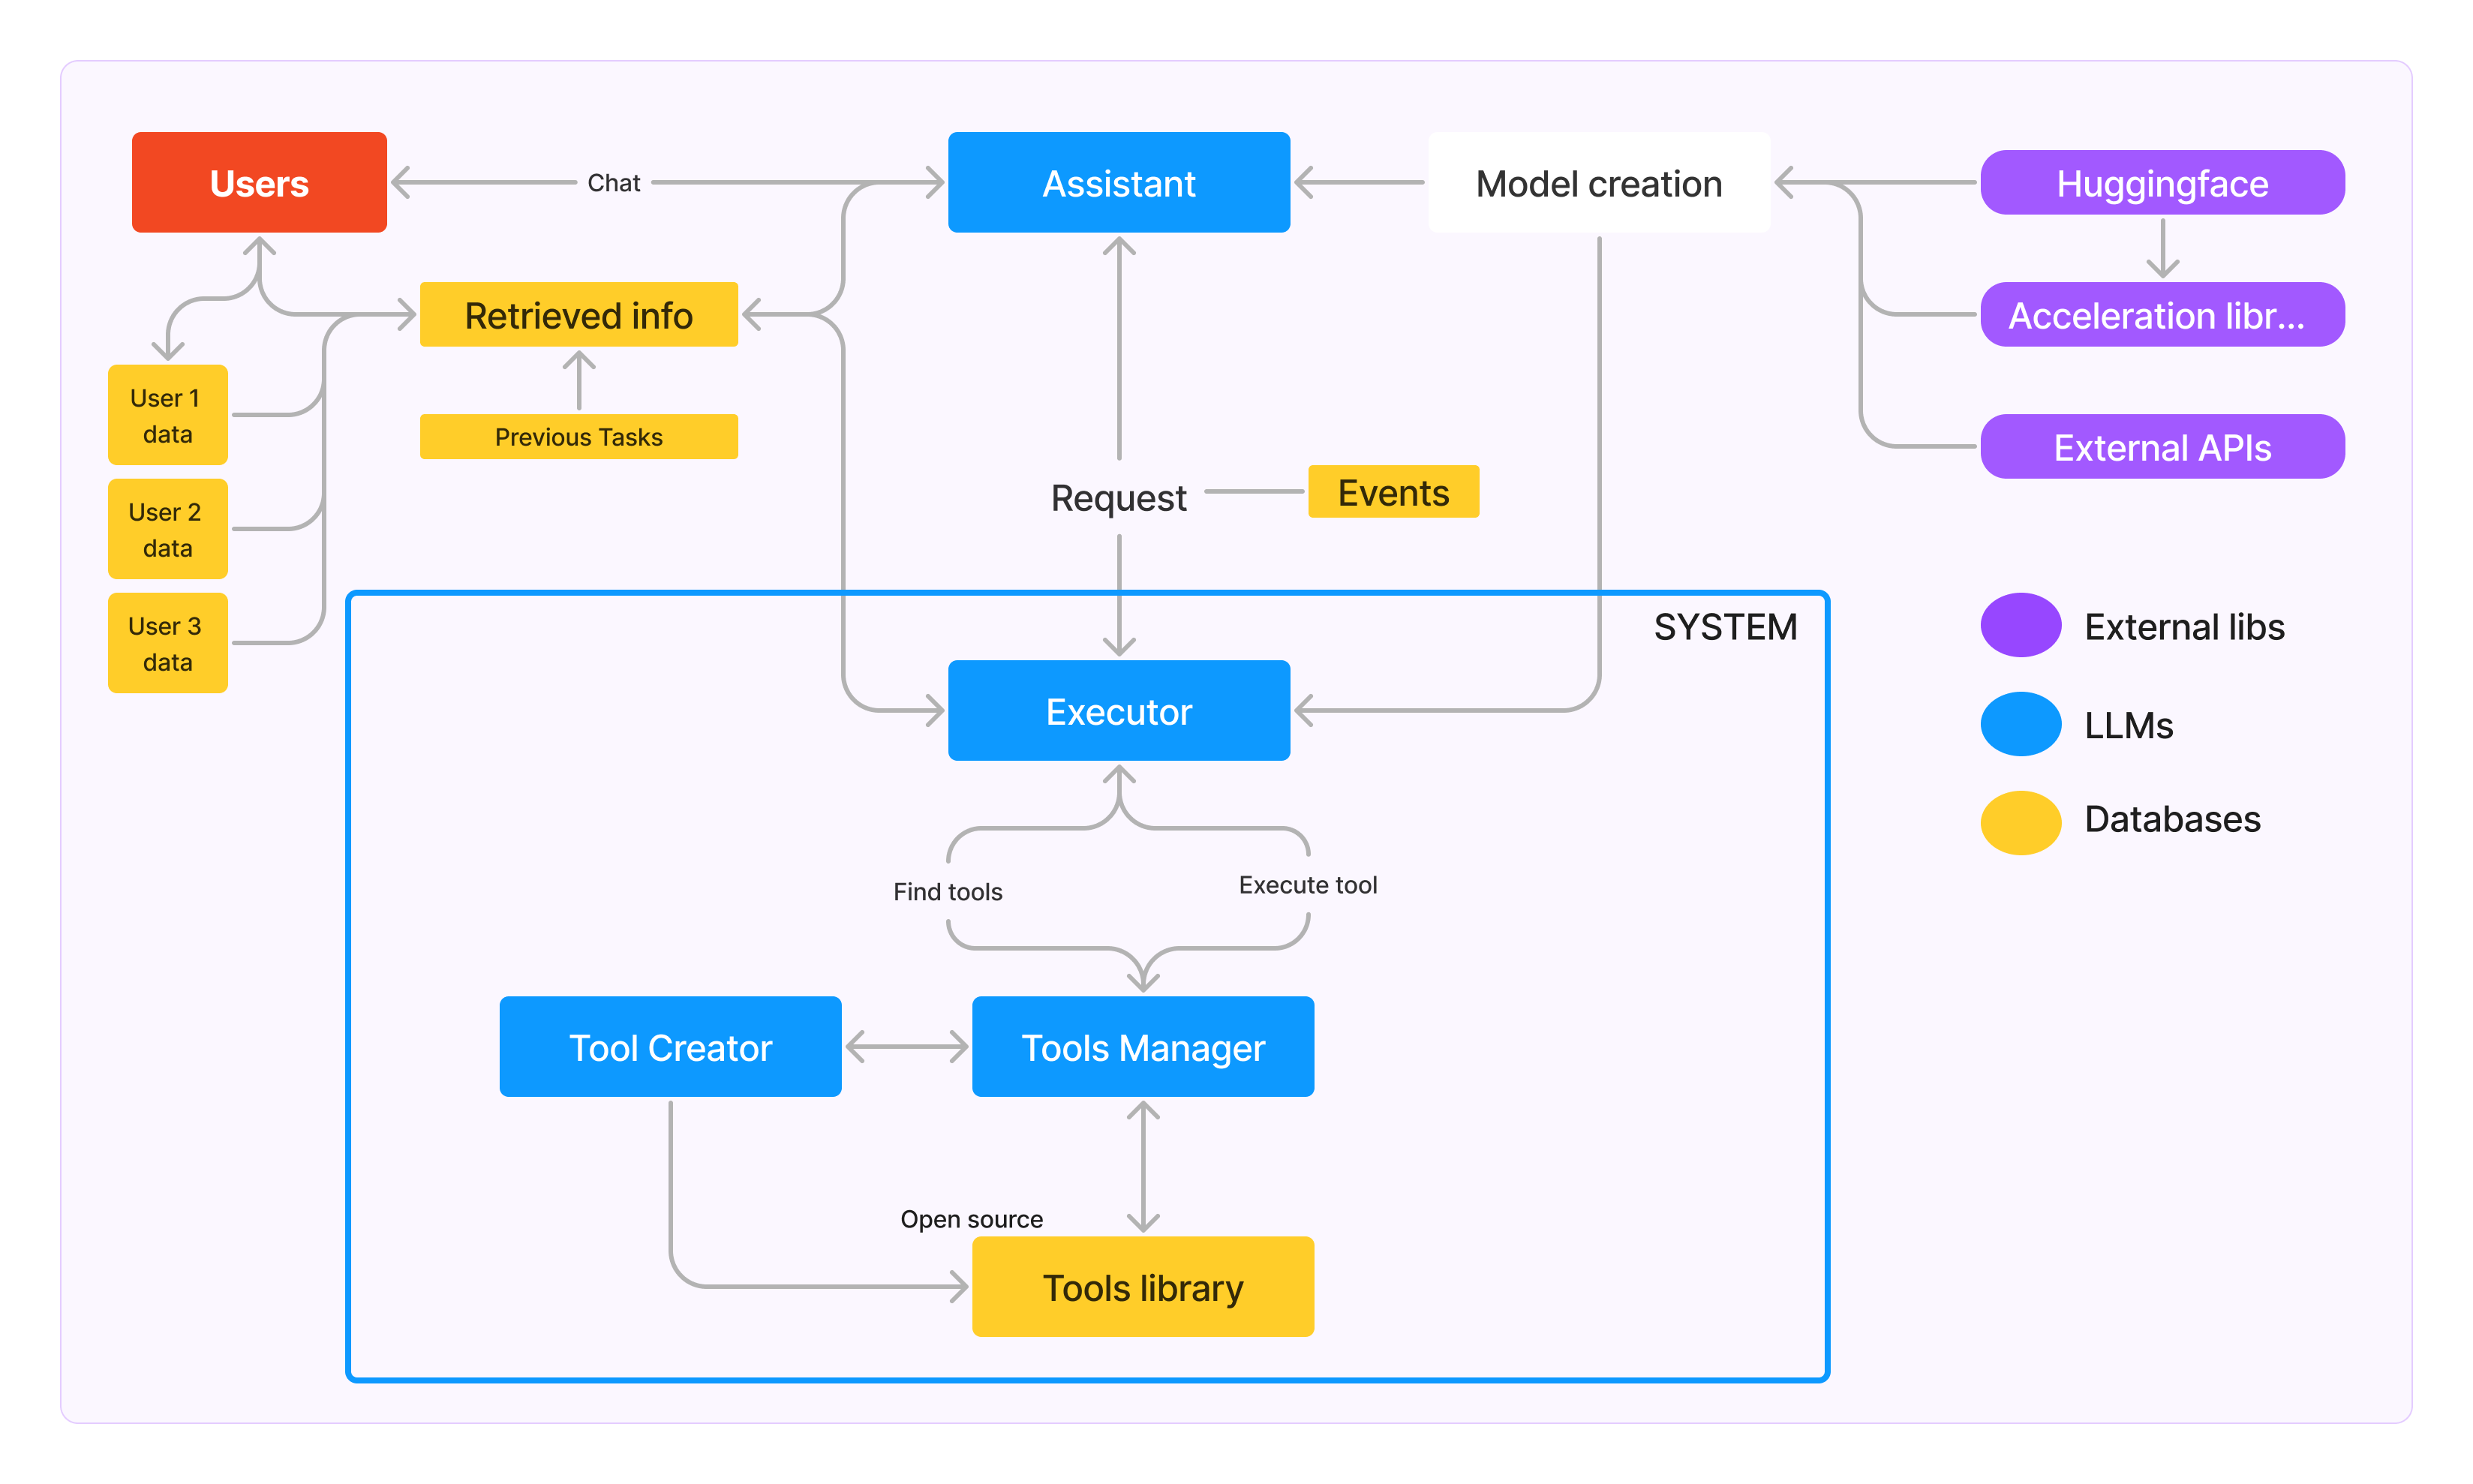 Users
Chat
Assistant
Model creation
Huggingface
Retrieved info
Acceleration libr...
User 1
data
Previous Tasks
External APIs
Request
Events
User 2
data
User 3
data
SYSTEM
External libs
Executor
LLMs
Databases
Find tools
Execute tool
Tool Creator
Tools Manager
Open source
Tools library